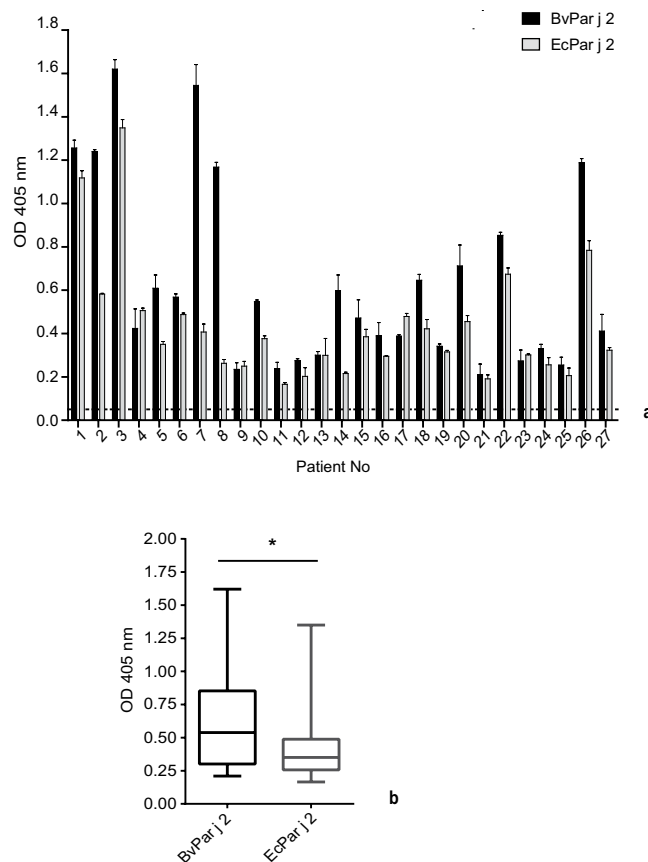 BvPar j 2
EcPar j 2
OD 405 nm
1.8
1.6
1.4
1.2
1.0
0.8
0.6
0.4
0.2
0.0
1 2 3 4 5 6 7 8 9 10 11 12 13 14 15 16 17 18 19 20 21 22 23 24 25 26 27
Patient No
a
OD 405 nm
2.00
1.75
1.50
1.25
1.00
0.75
0.50
0.25
0.00
*
BvPar j 2
EcPar j 2
b